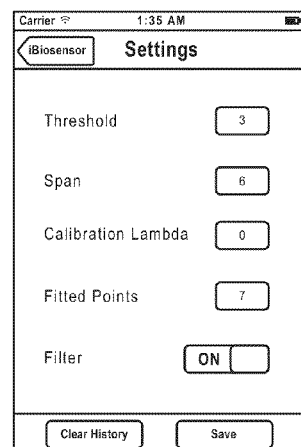 Carrier 1:35 AM
iBiosensor Settings
Threshold 3
Span 6
Calibration Lambda 0
Fitted Points 7
Filter ON
Clear History Save